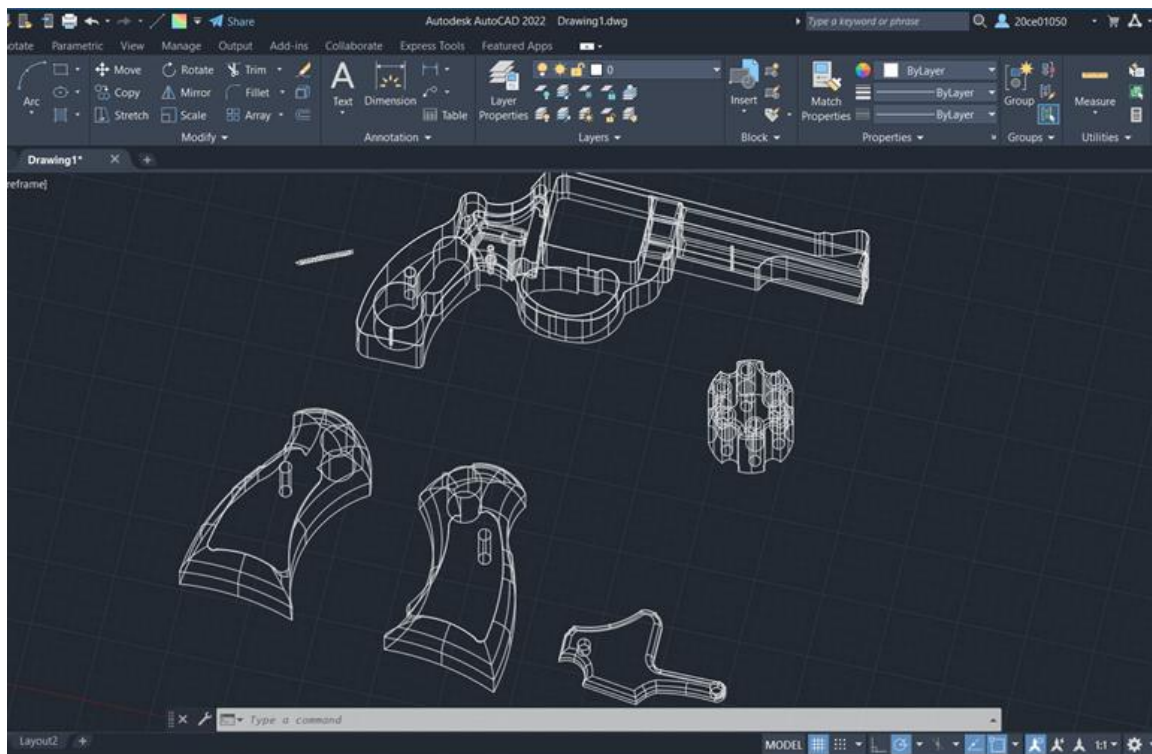 Share
Autodesk AutoCAD 2022 Drawing1.dwg
Type a keyword or phrase
20ce01050
otate Parametric View Manage Output Add-ins Collaborate Express Tools Featured Apps
Arc
Move Rotate Trim
Copy Mirror Fillet
Stretch Scale Array
Modify
Text Dimension
Table
Annotation
Layer
Properties
0
Layers
Insert
Block
Match
Properties
ByLayer
ByLayer
ByLayer
Properties
Group
Groups
Measure
Utilities
Drawing1*
reframe]
Type a command
Layout2
MODEL
1:1